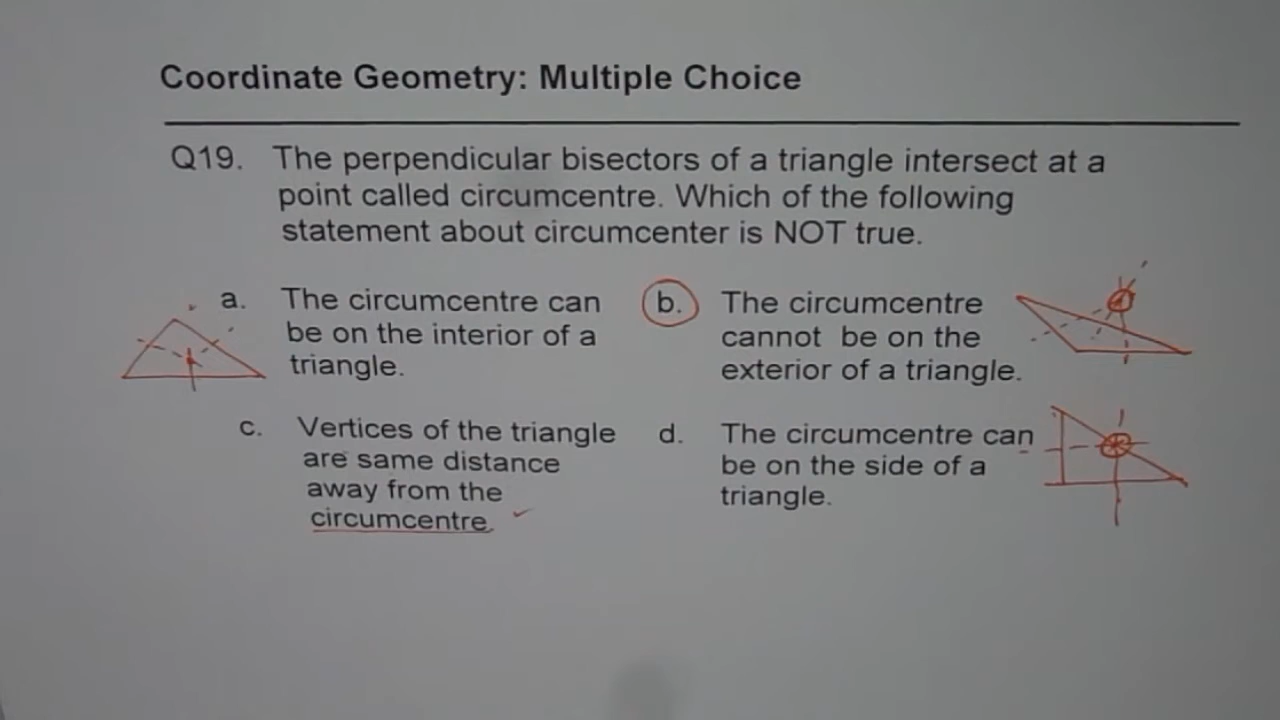 Coordinate Geometry: Multiple Choice
Q19. The perpendicular bisectors of a triangle intersect at a
point called circumcentre. Which of the following
statement about circumcenter is NOT true.
a. The circumcentre can
be on the interior of a
triangle.
b. The circumcentre
cannot be on the
exterior of a triangle.
c. Vertices of the triangle
are same distance
away from the
circumcentre.
d. The circumcentre can
be on the side of a
triangle.